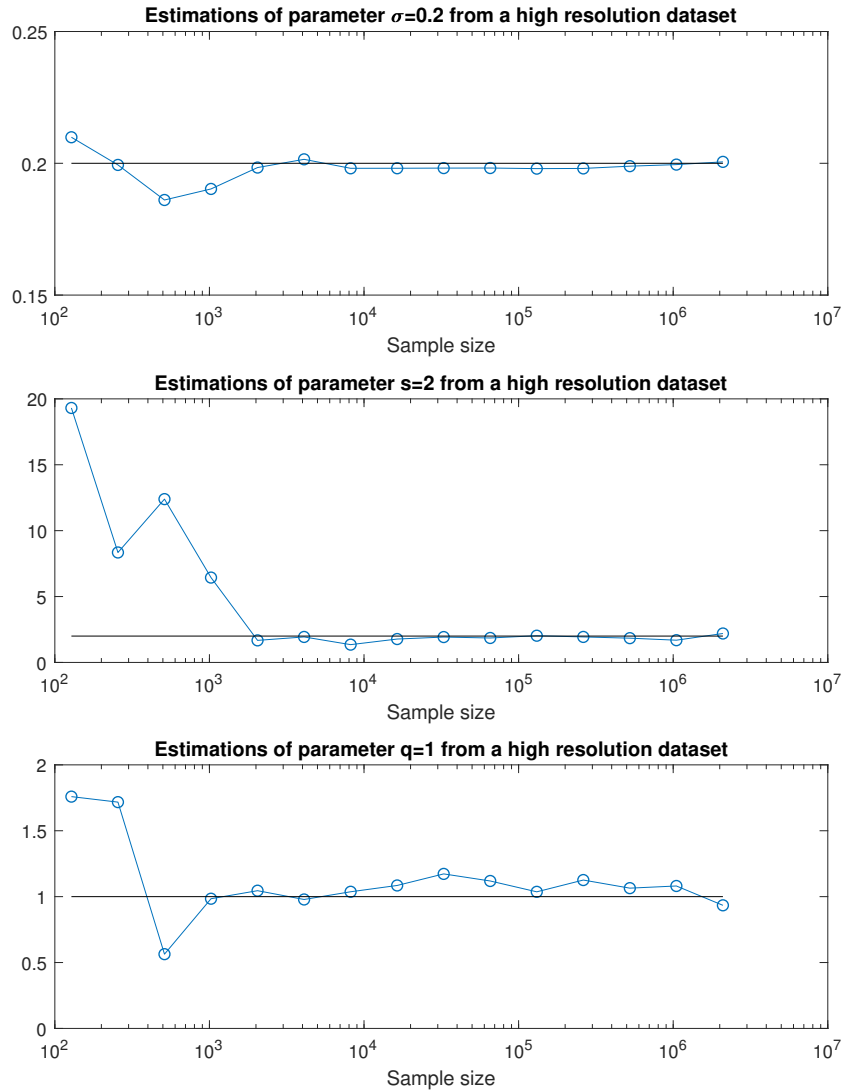 Estimations of parameter σ=0.2 from a high resolution dataset
0.25
0.2
0.15
10^2 10^3 10^4 10^5 10^6 10^7
Sample size
Estimations of parameter s=2 from a high resolution dataset
20
15
10
5
0
10^2 10^3 10^4 10^5 10^6 10^7
Sample size
Estimations of parameter q=1 from a high resolution dataset
2
1.5
1
0.5
0
10^2 10^3 10^4 10^5 10^6 10^7
Sample size